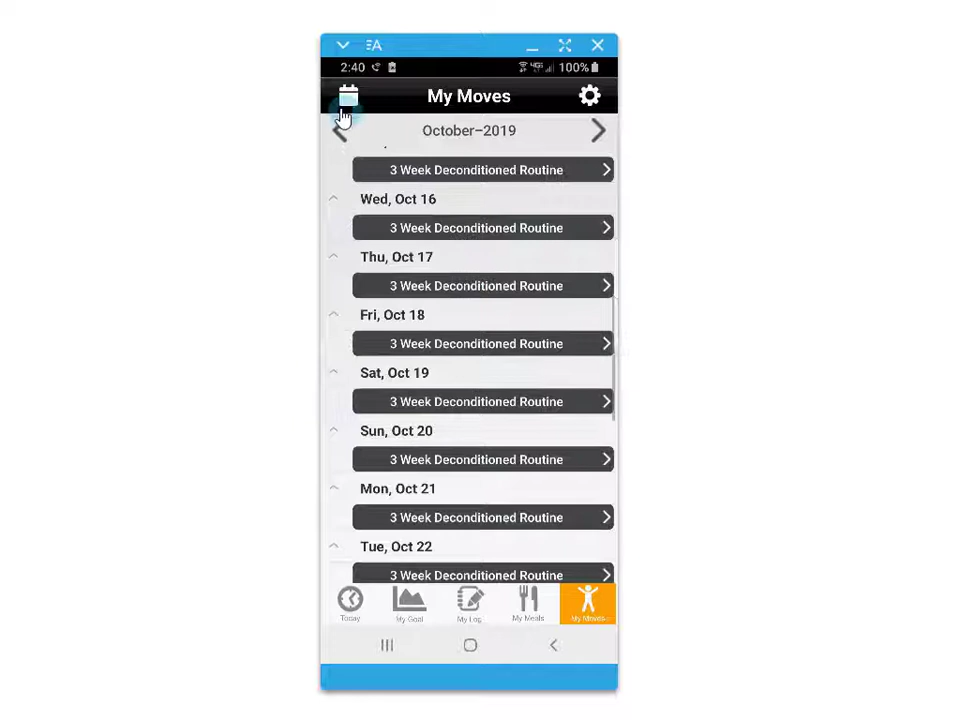 ΞA
2:40 100%
My Moves
October–2019
3 Week Deconditioned Routine
Wed, Oct 16
3 Week Deconditioned Routine
Thu, Oct 17
3 Week Deconditioned Routine
Fri, Oct 18
3 Week Deconditioned Routine
Sat, Oct 19
3 Week Deconditioned Routine
Sun, Oct 20
3 Week Deconditioned Routine
Mon, Oct 21
3 Week Deconditioned Routine
Tue, Oct 22
3 Week Deconditioned Routine
Today My Goal My Log My Meals My Moves